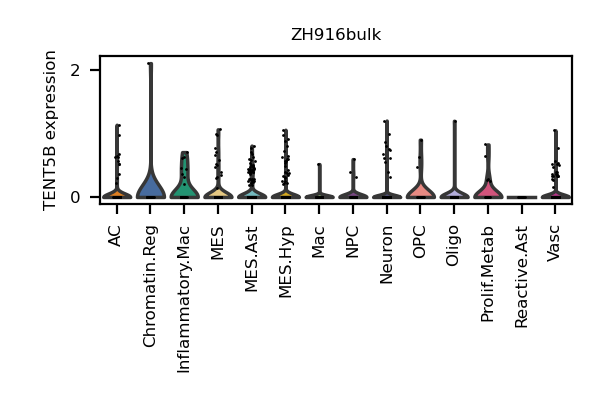 ZH916bulk
TENT5B expression
2
0
AC
Chromatin.Reg
Inflammatory.Mac
MES
MES.Ast
MES.Hyp
Mac
NPC
Neuron
OPC
Oligo
Prolif.Metab
Reactive.Ast
Vasc